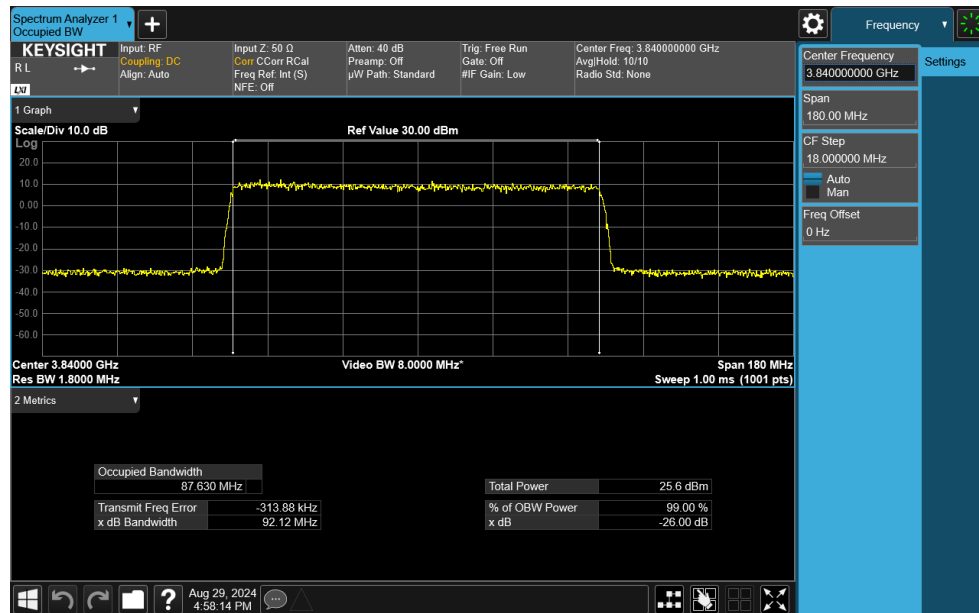 Spectrum Analyzer 1
Occupied BW
Frequency
KEYSIGHT
R L
LXI
Input: RF
Coupling: DC
Align: Auto
Input Z: 50 Ω
Corr CCorr RCal
Freq Ref: Int (S)
NFE: Off
Atten: 40 dB
Preamp: Off
µW Path: Standard
Trig: Free Run
Gate: Off
#IF Gain: Low
Center Freq: 3.840000000 GHz
Avg|Hold: 10/10
Radio Std: None
Center Frequency
3.840000000 GHz
Settings
Span
180.00 MHz
CF Step
18.000000 MHz
Auto
Man
Freq Offset
0 Hz
1 Graph
Scale/Div 10.0 dB
Ref Value 30.00 dBm
Log
20.0
10.0
0.00
-10.0
-20.0
-30.0
-40.0
-50.0
-60.0
Center 3.84000 GHz
Video BW 8.0000 MHz*
Span 180 MHz
Res BW 1.8000 MHz
Sweep 1.00 ms (1001 pts)
2 Metrics
Occupied Bandwidth
87.630 MHz
Total Power 25.6 dBm
Transmit Freq Error -313.88 kHz
% of OBW Power 99.00 %
x dB Bandwidth 92.12 MHz
x dB -26.00 dB
?
Aug 29, 2024
4:58:14 PM